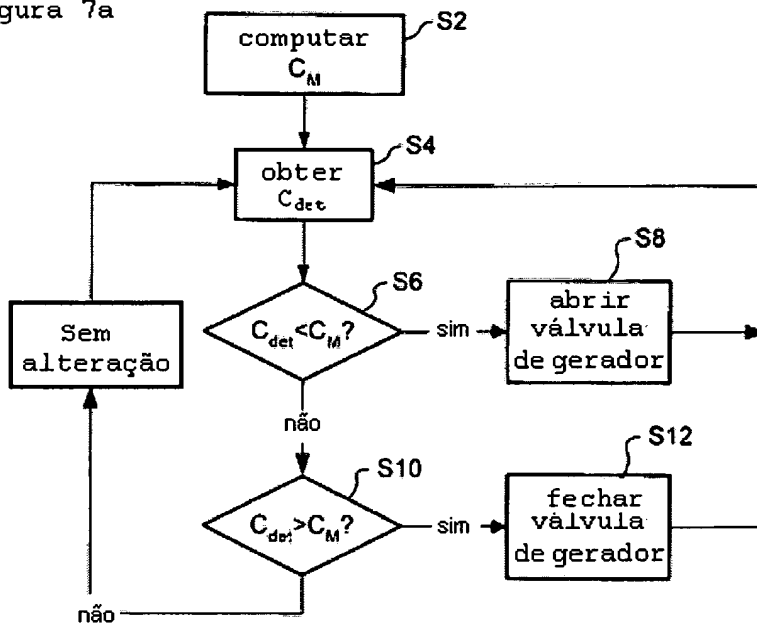 gura 7a
computar
C_M
S2
obter
C_det
S4
C_det<C_M?
S6
sim
abrir
válvula
de gerador
S8
Sem
alteração
não
C_det>C_M?
S10
sim
fechar
válvula
de gerador
S12
não